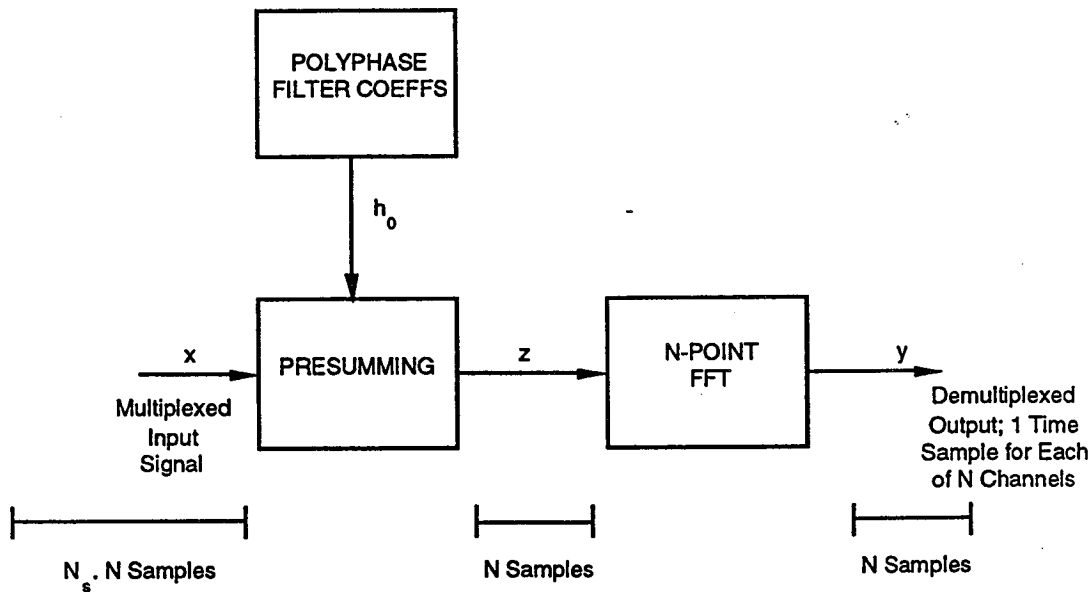 POLYPHASE
FILTER COEFFS
h0
x
PRESUMMING
z
N-POINT
FFT
y
Multiplexed
Input
Signal
Demultiplexed
Output; 1 Time
Sample for Each
of N Channels
Ns. N Samples
N Samples
N Samples